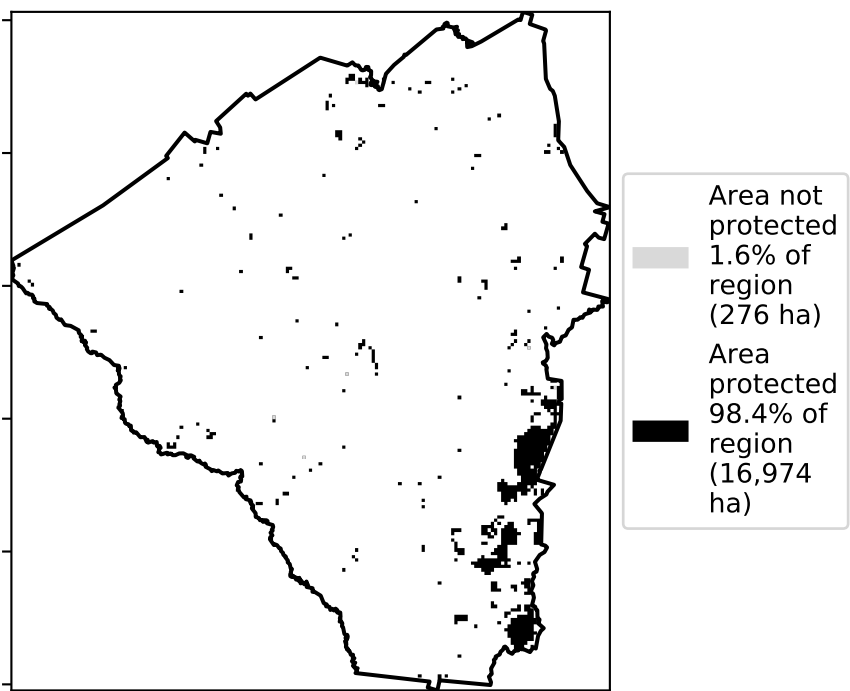 Area not
protected
1.6% of
region
(276 ha)
Area
protected
98.4% of
region
(16,974
ha)